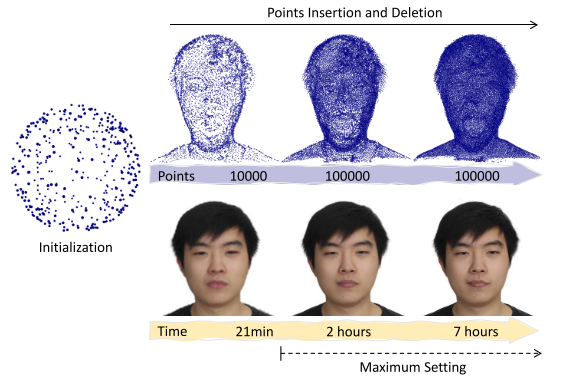 Points Insertion and Deletion
Points 10000 100000 100000
Initialization
Time 21min 2 hours 7 hours
Maximum Setting